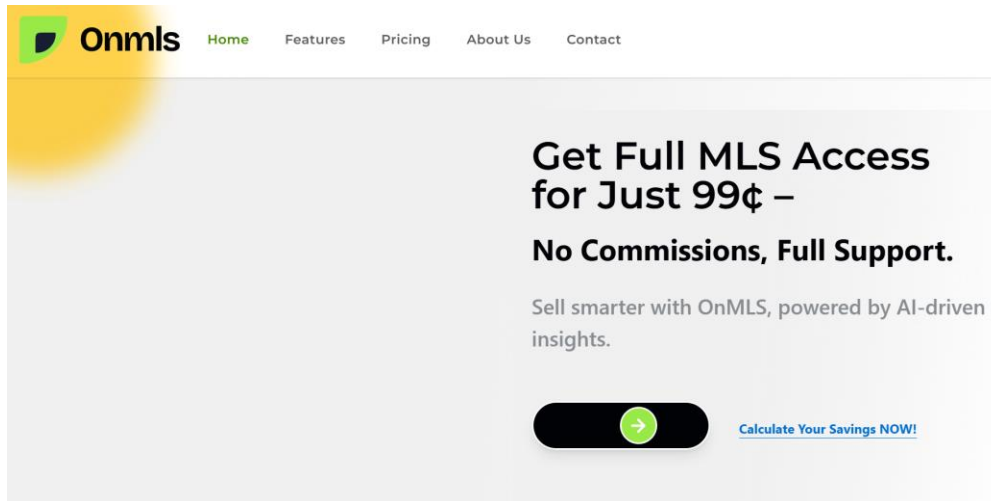 Onmls
Home Features Pricing About Us Contact
Get Full MLS Access
for Just 99¢ –
No Commissions, Full Support.
Sell smarter with OnMLS, powered by AI-driven
insights.
Calculate Your Savings NOW!